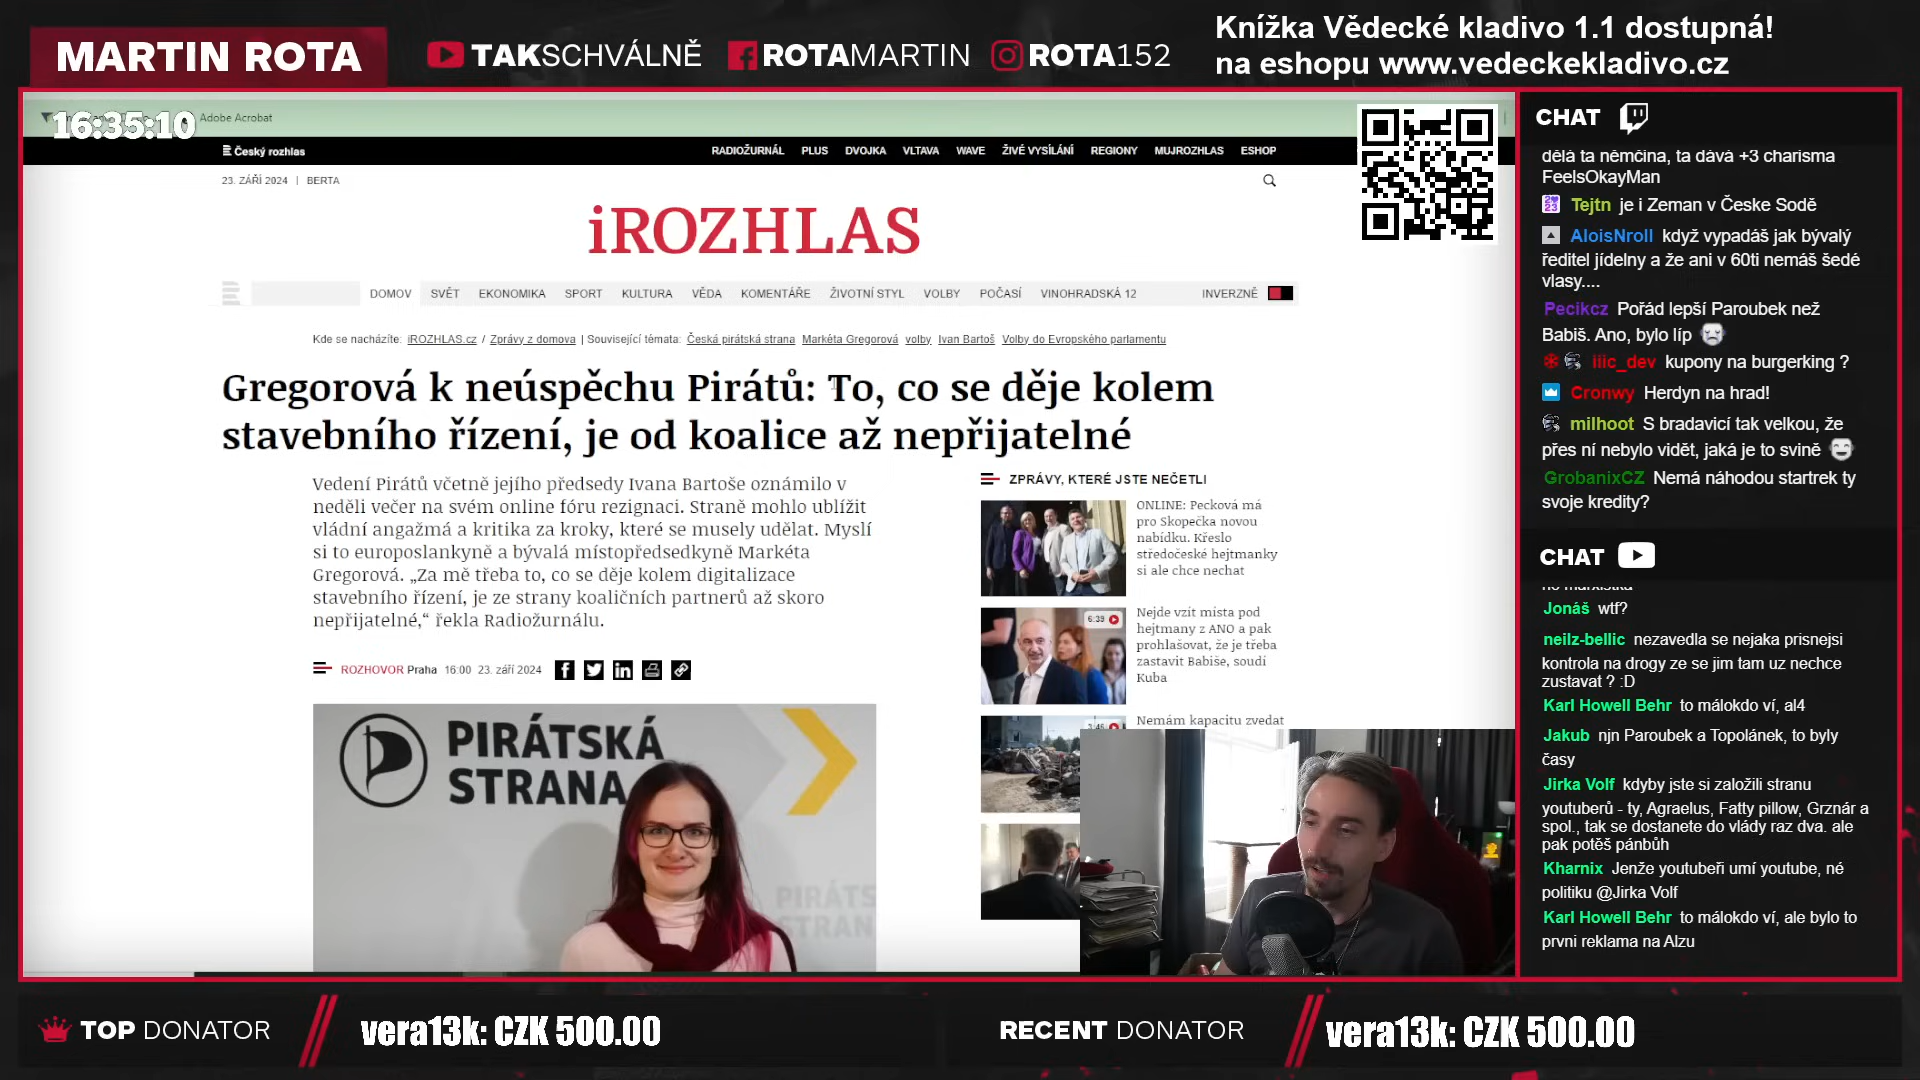 MARTIN ROTA
TAKSCHVÁLNĚ
ROTAMARTIN
ROTA152
Knížka Vědecké kladivo 1.1 dostupná!
na eshopu www.vedeckekladivo.cz
16:35:10
Adobe Acrobat
Český rozhlas
RADIOŽURNÁL PLUS DVOJKA VLTAVA WAVE ŽIVÉ VYSÍLÁNÍ REGIONY MUJROZHLAS ESHOP
23. ZÁŘÍ 2024 | BERTA
iROZHLAS
DOMOV SVĚT EKONOMIKA SPORT KULTURA VĚDA KOMENTÁŘE ŽIVOTNÍ STYL VOLBY POČASÍ VINOHRADSKÁ 12 INVERZNĚ
Kde se nacházíte: iROZHLAS.cz / Zprávy z domova | Související témata: Česká pirátská strana Markéta Gregorová volby Ivan Bartoš Volby do Evropského parlamentu
Gregorová k neúspěchu Pirátů: To, co se děje kolem
stavebního řízení, je od koalice až nepřijatelné
Vedení Pirátů včetně jejího předsedy Ivana Bartoše oznámilo v
neděli večer na svém online fóru rezignaci. Straně mohlo ublížit
vládní angažmá a kritika za kroky, které se musely udělat. Myslí
si to europoslankyně a bývalá místopředsedkyně Markéta
Gregorová. „Za mě třeba to, co se děje kolem digitalizace
stavebního řízení, je ze strany koaličních partnerů až skoro
nepřijatelné,“ řekla Radiožurnálu.
ROZHOVOR Praha 16:00 23. září 2024
PIRÁTSKÁ
STRANA
PIRÁTS
STRAN
ZPRÁVY, KTERÉ JSTE NEČETLI
ONLINE: Pecková má
pro Skopečka novou
nabídku. Křeslo
středočeské hejtmanky
si ale chce nechat
6:39
Nejde vzít místa pod
hejtmany z ANO a pak
prohlašovat, že je třeba
zastavit Babiše, soudí
Kuba
3:46
Nemám kapacitu zvedat
CHAT
dělá ta němčina, ta dává +3 charisma
FeelsOkayMan
Tejtn je i Zeman v Česke Sodě
AloisNroll když vypadáš jak bývalý
ředitel jídelny a že ani v 60ti nemáš šedé
vlasy....
Pecikcz Pořád lepší Paroubek než
Babiš. Ano, bylo líp
iiic_dev kupony na burgerking ?
Cronwy Herdyn na hrad!
milhoot S bradavicí tak velkou, že
přes ní nebylo vidět, jaká je to svině
GrobanixCZ Nemá náhodou startrek ty
svoje kredity?
CHAT
Jonáš wtf?
neilz-bellic nezavedla se nejaka prisnejsi
kontrola na drogy ze se jim tam uz nechce
zustavat ? :D
Karl Howell Behr to málokdo ví, al4
Jakub njn Paroubek a Topolánek, to byly
časy
Jirka Volf kdyby jste si založili stranu
youtuberů - ty, Agraelus, Fatty pillow, Grznár a
spol., tak se dostanete do vlády raz dva. ale
pak potěš pánbůh
Kharnix Jenže youtubeři umí youtube, né
politiku @Jirka Volf
Karl Howell Behr to málokdo ví, ale bylo to
prvni reklama na Alzu
TOP DONATOR
vera13k: CZK 500.00
RECENT DONATOR
vera13k: CZK 500.00